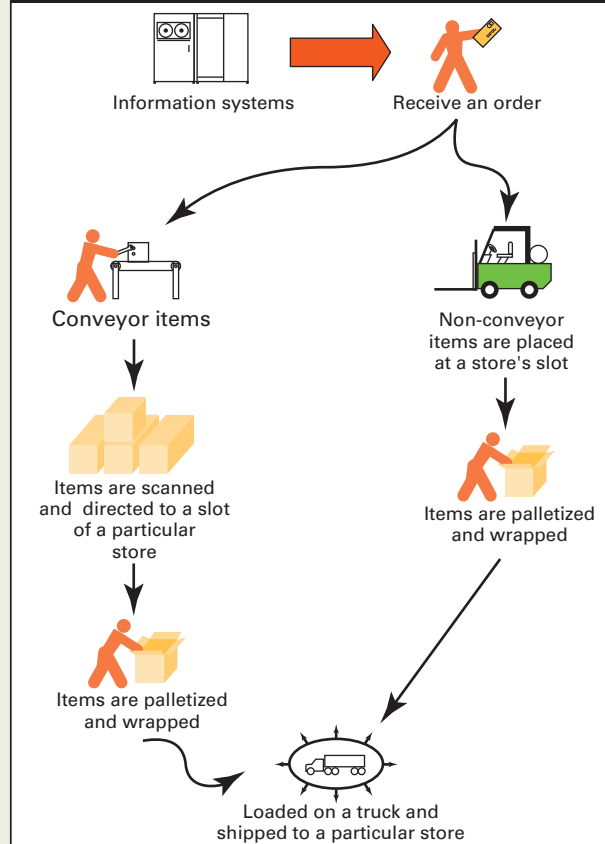 Information systems
Receive an order
Conveyor items
Non-conveyor
items are placed
at a store's slot
Items are scanned
and directed to a slot
of a particular
store
Items are palletized
and wrapped
Items are palletized
and wrapped
Loaded on a truck and
shipped to a particular store